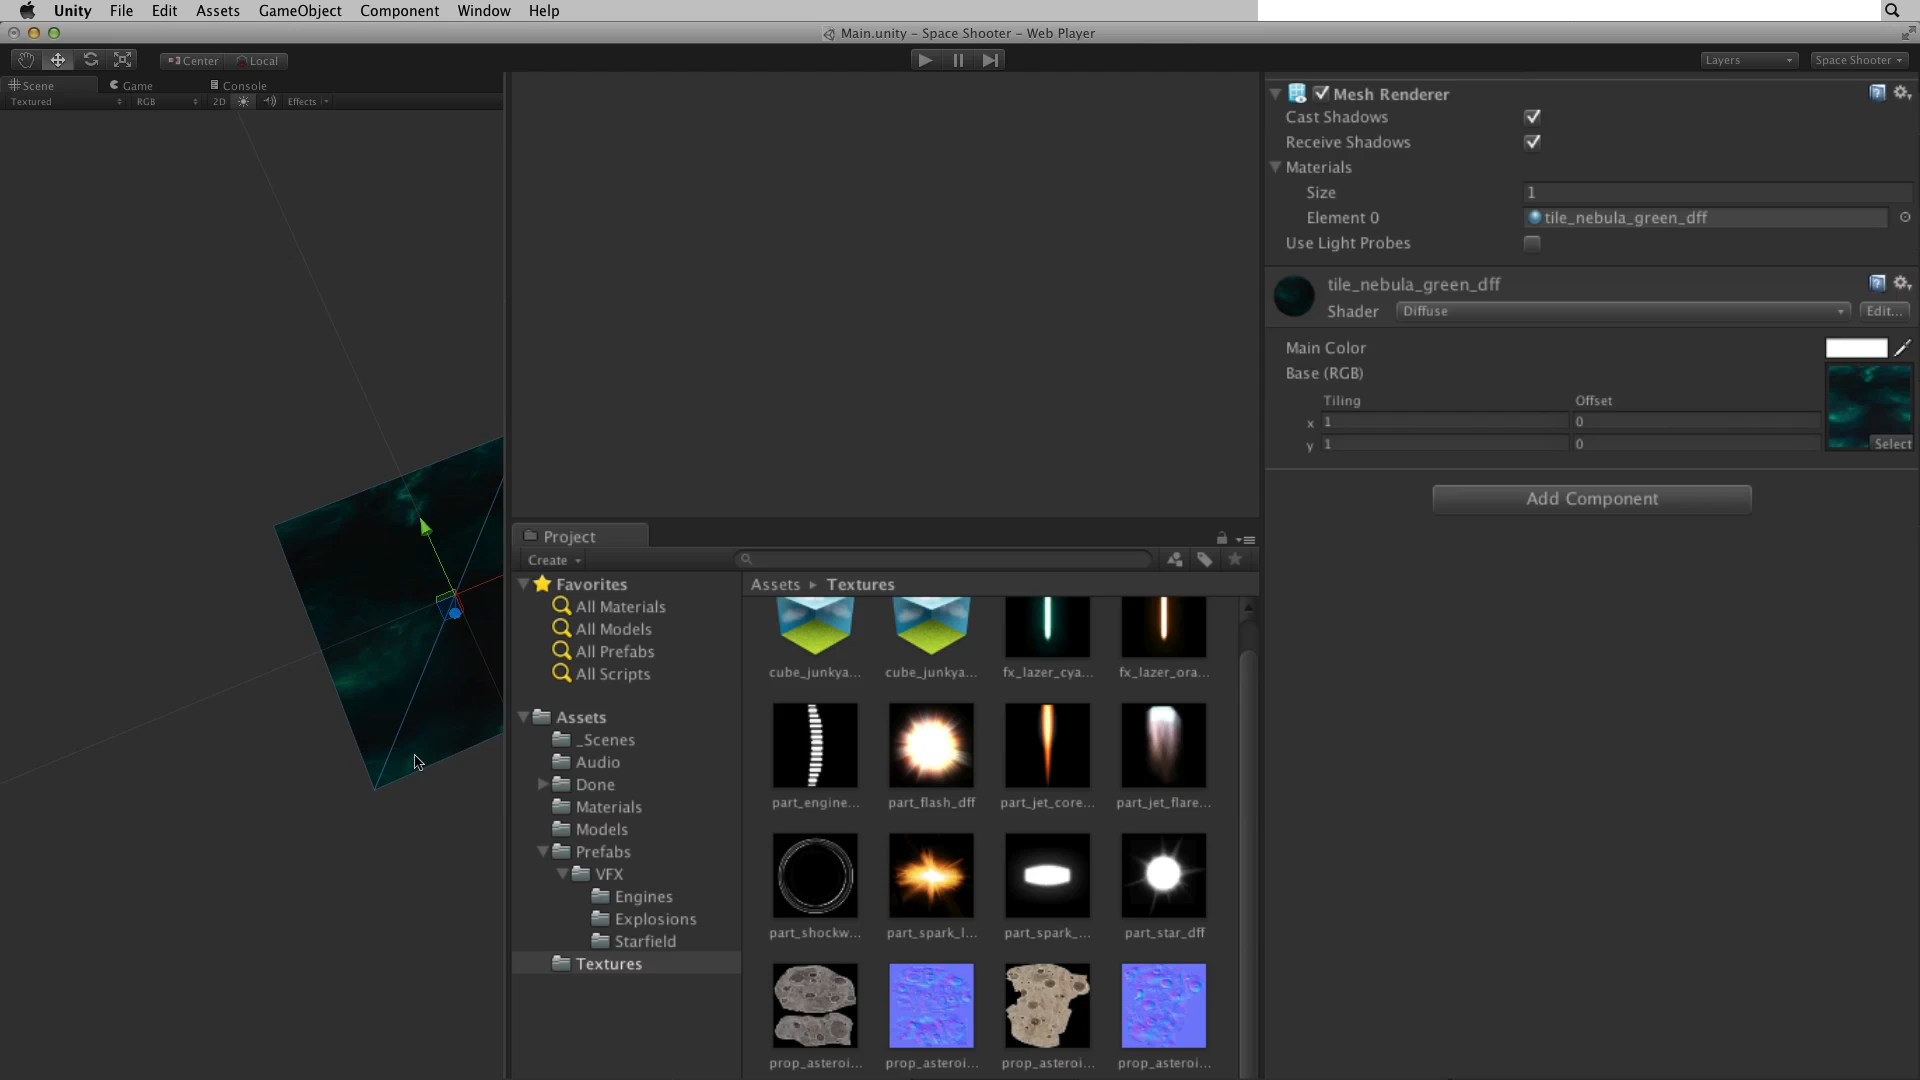 Unity File Edit Assets GameObject Component Window Help
Main.unity – Space Shooter – Web Player
Center Local
Layers
Space Shooter
Scene Game Console
Textured RGB 2D Effects
Mesh Renderer
Cast Shadows
Receive Shadows
Materials
Size 1
Element 0 tile_nebula_green_dff
Use Light Probes
tile_nebula_green_dff
Shader Diffuse Edit...
Main Color
Base (RGB)
Tiling Offset
x 1 0
y 1 0
Select
Add Component
Project
Create
Favorites
All Materials
All Models
All Prefabs
All Scripts
Assets
_Scenes
Audio
Done
Materials
Models
Prefabs
VFX
Engines
Explosions
Starfield
Textures
Assets ▸ Textures
cube_junkya... cube_junkya... fx_lazer_cya... fx_lazer_ora...
part_engine... part_flash_dff part_jet_core... part_jet_flare...
part_shockw... part_spark_l... part_spark_... part_star_dff
prop_asteroi... prop_asteroi... prop_asteroi... prop_asteroi...